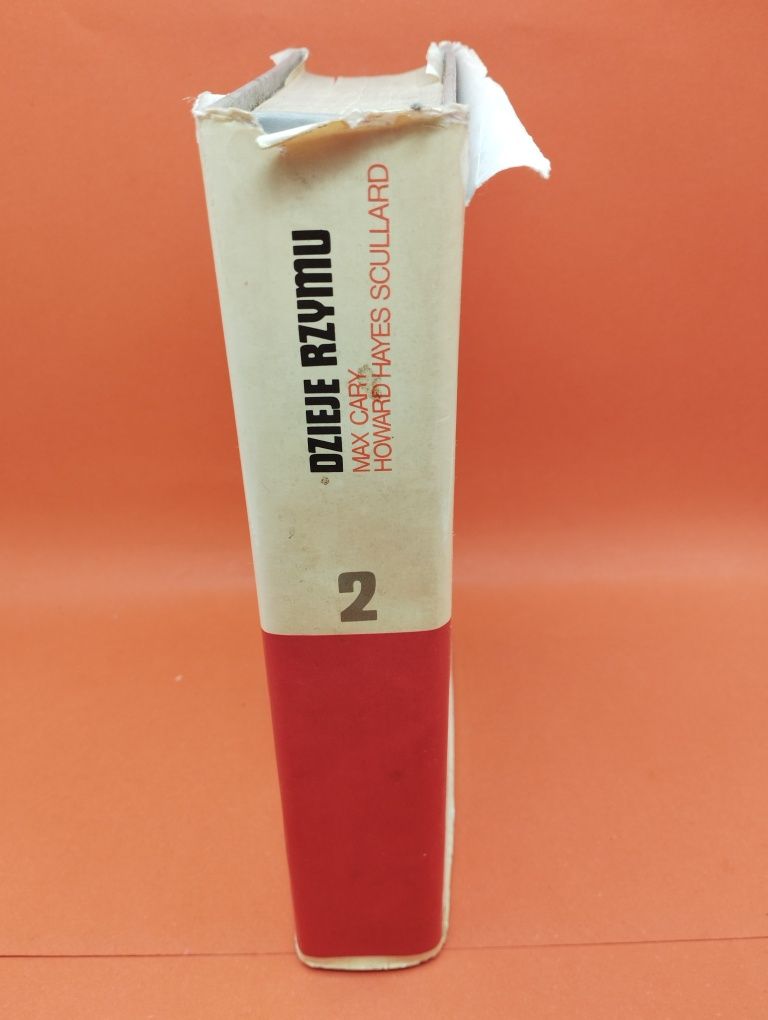 DZIEJE RZYMU
MAX CARY
HOWARD HAYES SCULLARD
2